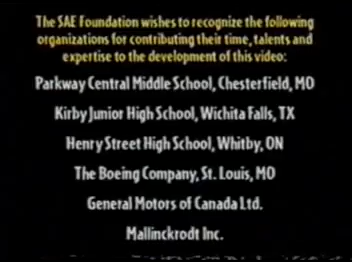 The SAE Foundation wishes to recognize the following
organizations for contributing their time, talents and
expertise to the development of this video:
Parkway Central Middle School, Chesterfield, MO
Kirby Junior High School, Wichita Falls, TX
Henry Street High School, Whitby, ON
The Boeing Company, St. Louis, MO
General Motors of Canada Ltd.
Mallinckrodt Inc.